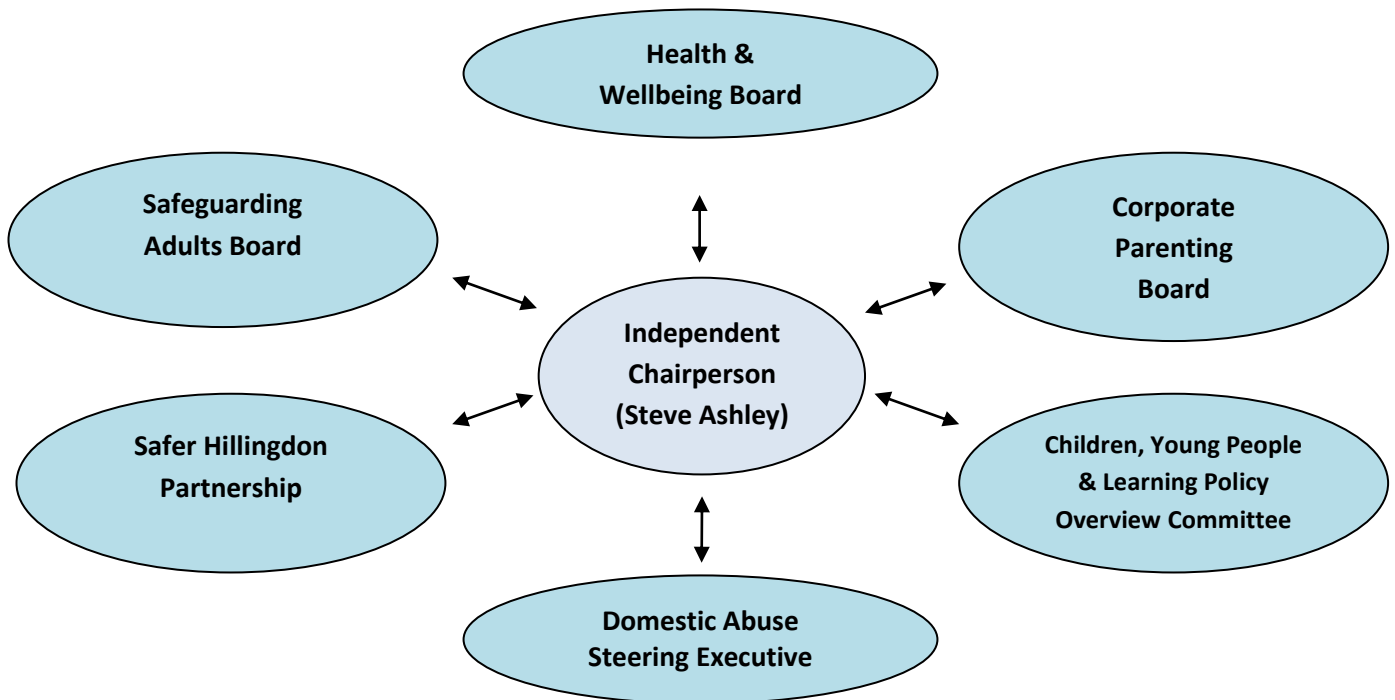 Health &
Wellbeing Board
Safeguarding
Adults Board
Corporate
Parenting
Board
Independent
Chairperson
(Steve Ashley)
Safer Hillingdon
Partnership
Children, Young People
& Learning Policy
Overview Committee
Domestic Abuse
Steering Executive